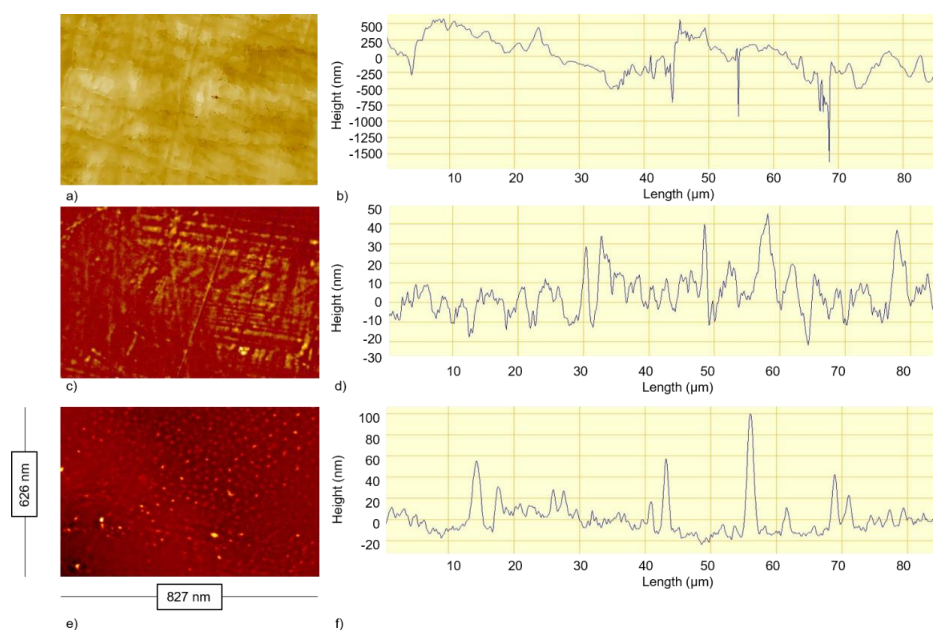 500
250
0
-250
-500
-750
-1000
-1250
-1500
Height (nm)
10 20 30 40 50 60 70 80
Length (µm)
a)
b)
50
40
30
20
10
0
-10
-20
-30
Height (nm)
10 20 30 40 50 60 70 80
Length (µm)
c)
d)
626 nm
827 nm
100
80
60
40
20
0
-20
Height (nm)
10 20 30 40 50 60 70 80
Length (µm)
e)
f)